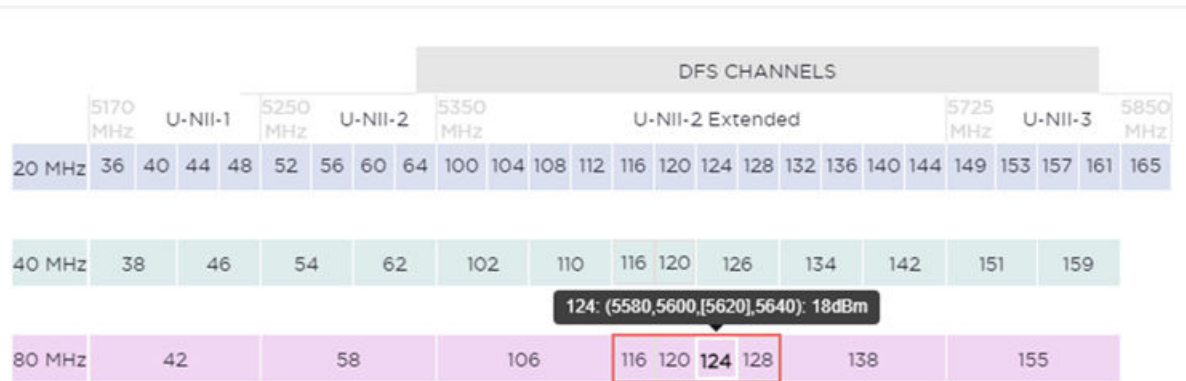 DFS CHANNELS
5170 MHz U-NII-1 5250 MHz U-NII-2 5350 MHz U-NII-2 Extended 5725 MHz U-NII-3 5850 MHz
20 MHz 36 40 44 48 52 56 60 64 100 104 108 112 116 120 124 128 132 136 140 144 149 153 157 161 165
40 MHz 38 46 54 62 102 110 116 120 126 134 142 151 159
124: (5580,5600,[5620],5640): 18dBm
80 MHz 42 58 106 116 120 124 128 138 155